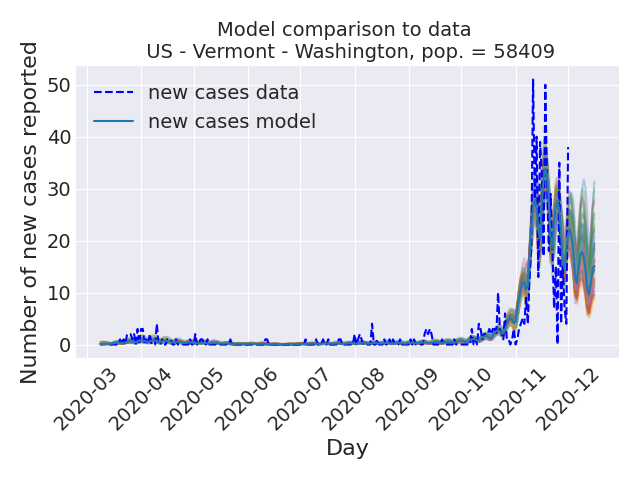 Model comparison to data
US - Vermont - Washington, pop. = 58409
Number of new cases reported
50
40
30
20
10
0
new cases data
new cases model
2020-03
2020-04
2020-05
2020-06
2020-07
2020-08
2020-09
2020-10
2020-11
2020-12
Day